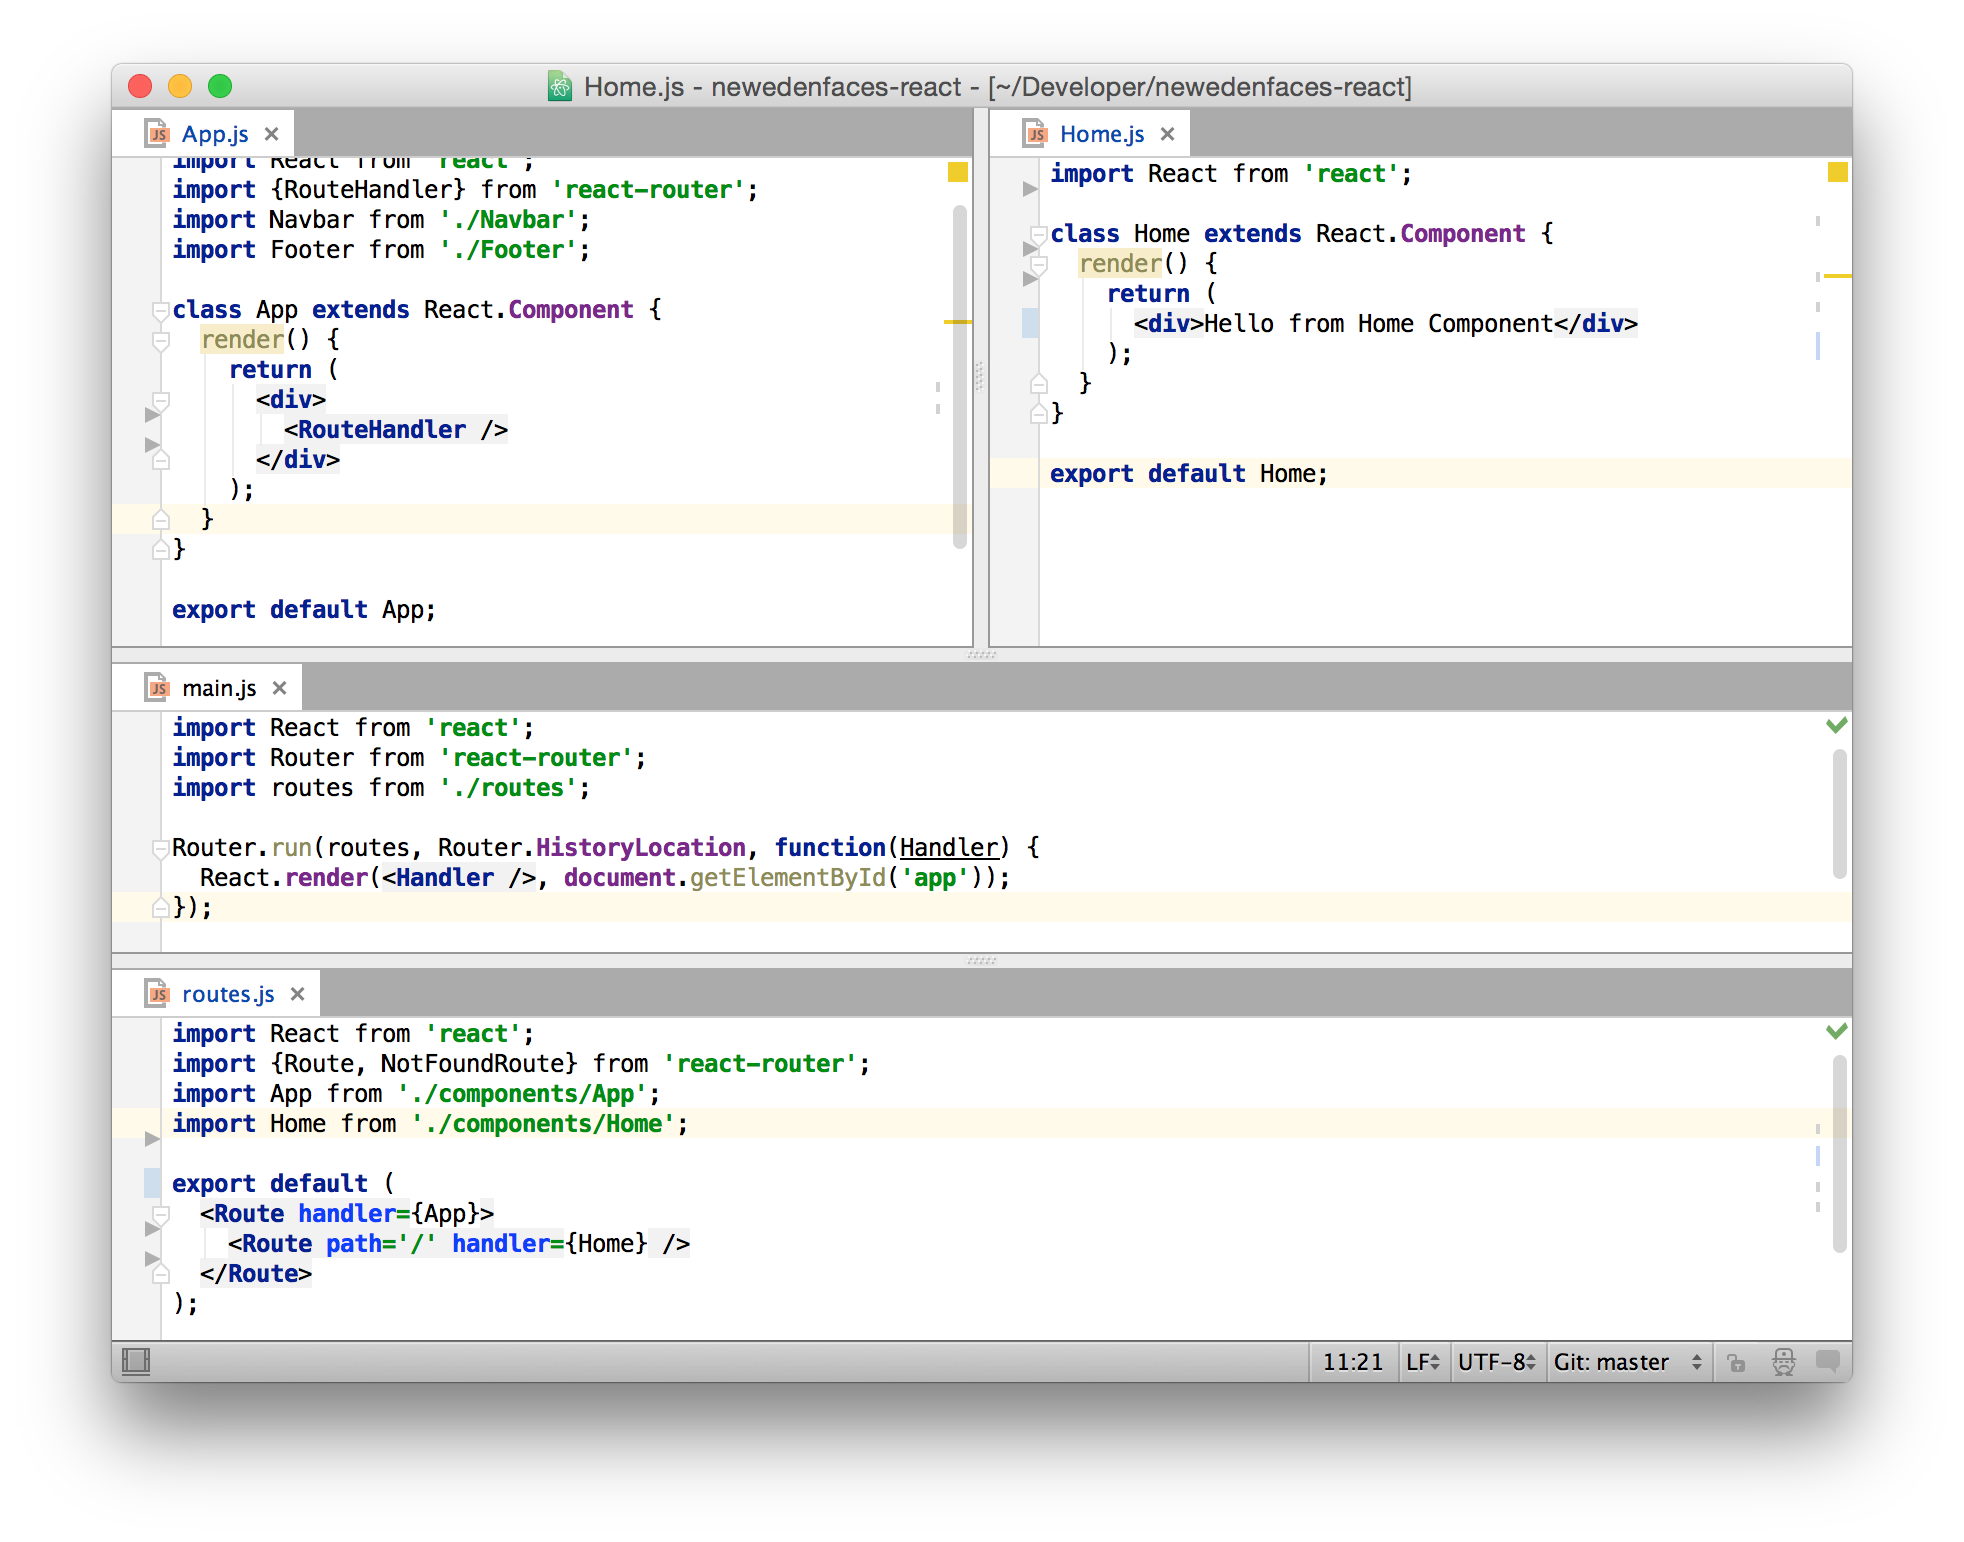 Home.js - newedenfaces-react - [~/Developer/newedenfaces-react]
App.js
import React from 'react';
import {RouteHandler} from 'react-router';
import Navbar from './Navbar';
import Footer from './Footer';
class App extends React.Component {
render() {
return (
<div>
<RouteHandler />
</div>
);
}
}
export default App;
Home.js
import React from 'react';
class Home extends React.Component {
render() {
return (
<div>Hello from Home Component</div>
);
}
}
export default Home;
main.js
import React from 'react';
import Router from 'react-router';
import routes from './routes';
Router.run(routes, Router.HistoryLocation, function(Handler) {
React.render(<Handler />, document.getElementById('app'));
});
routes.js
import React from 'react';
import {Route, NotFoundRoute} from 'react-router';
import App from './components/App';
import Home from './components/Home';
export default (
<Route handler={App}>
<Route path='/' handler={Home} />
</Route>
);
11:21 LF UTF-8 Git: master